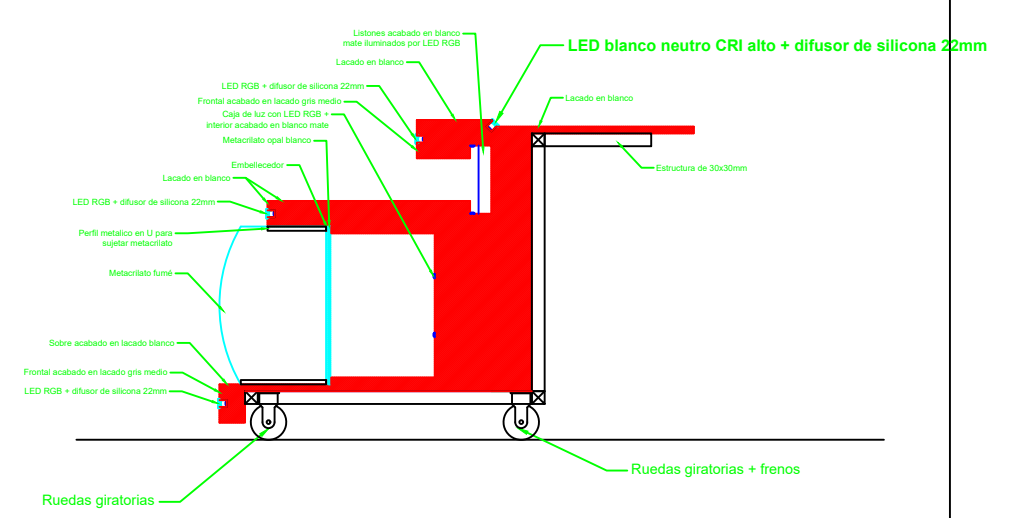 Listones acabado en blanco
mate iluminados por LED RGB
LED blanco neutro CRI alto + difusor de silicona 22mm
Lacado en blanco
LED RGB + difusor de silicona 22mm
Frontal acabado en lacado gris medio
Lacado en blanco
Caja de luz con LED RGB +
interior acabado en blanco mate
Metacrilato opal blanco
Embellecedor
Estructura de 30x30mm
Lacado en blanco
LED RGB + difusor de silicona 22mm
Perfil metalico en U para
sujetar metacrilato
Metacrilato fumé
Sobre acabado en lacado blanco
Frontal acabado en lacado gris medio
LED RGB + difusor de silicona 22mm
Ruedas giratorias + frenos
Ruedas giratorias